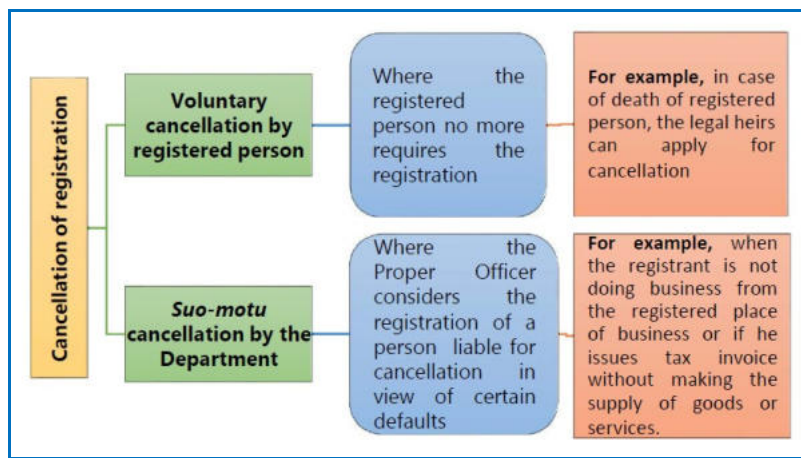 Cancellation of registration
Voluntary
cancellation by
registered person
Where the
registered
person no more
requires the
registration
For example, in
case of death of registered
person, the legal heirs
can apply for
cancellation
Suo-motu
cancellation by the
Department
Where the
Proper Officer
considers the
registration of a
person liable for
cancellation in
view of certain
defaults
For example, when
the registrant is not
doing business from
the registered place
of business or if he
issues tax invoice
without making the
supply of goods or
services.